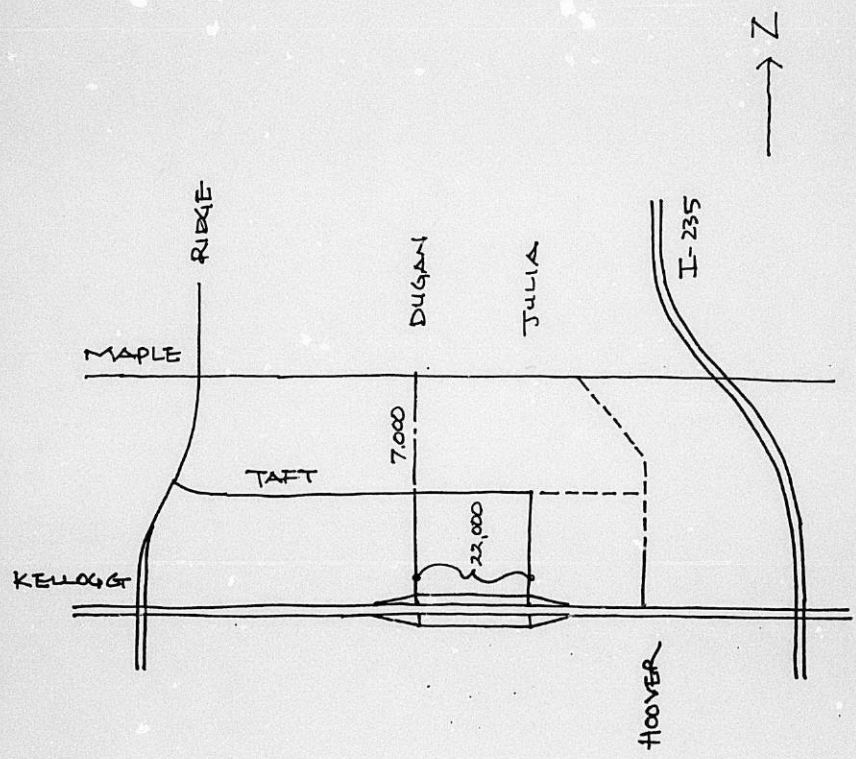 Z
RIDGE
DUGAN
JULIA
I-235
MAPLE
7.000
TAFT
22,000
KELLOGG
HOOVER